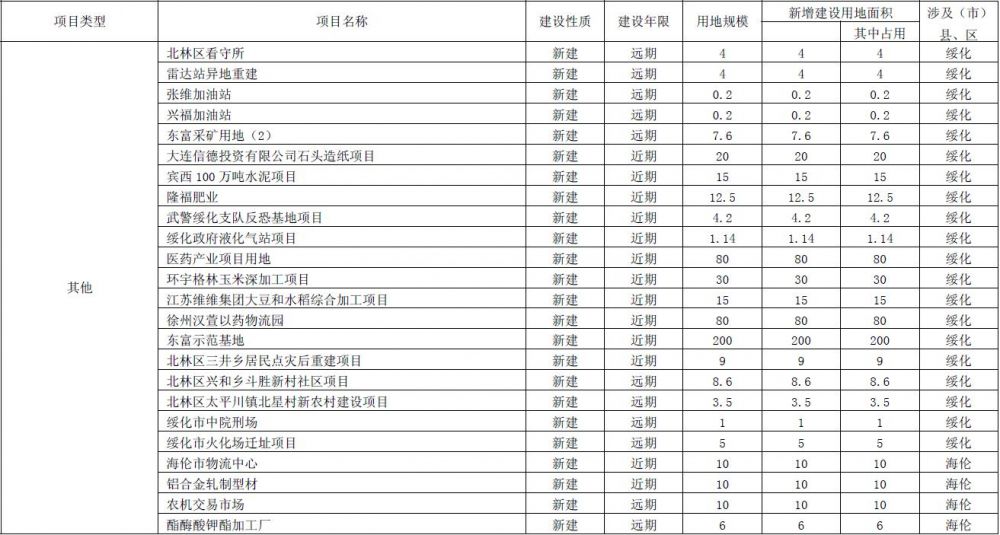 项目类型 项目名称 建设性质 建设年限 用地规模 新增建设用地面积 涉及（市）县、区
其中占用
其他
北林区看守所 新建 远期 4 4 4 绥化
雷达站异地重建 新建 远期 4 4 4 绥化
张维加油站 新建 远期 0.2 0.2 0.2 绥化
兴福加油站 新建 远期 0.2 0.2 0.2 绥化
东富采矿用地（2） 新建 远期 7.6 7.6 7.6 绥化
大连信德投资有限公司石头造纸项目 新建 近期 20 20 20 绥化
宾西100万吨水泥项目 新建 近期 15 15 15 绥化
隆福肥业 新建 近期 12.5 12.5 12.5 绥化
武警绥化支队反恐基地项目 新建 近期 4.2 4.2 4.2 绥化
绥化政府液化气站项目 新建 近期 1.14 1.14 1.14 绥化
医药产业项目用地 新建 近期 80 80 80 绥化
环宇格林玉米深加工项目 新建 近期 30 30 30 绥化
江苏维维集团大豆和水稻综合加工项目 新建 近期 15 15 15 绥化
徐州汉萱以药物流园 新建 近期 80 80 80 绥化
东富示范基地 新建 近期 200 200 200 绥化
北林区三井乡居民点灾后重建项目 新建 近期 9 9 9 绥化
北林区兴和乡斗胜新村社区项目 新建 远期 8.6 8.6 8.6 绥化
北林区太平川镇北星村新农村建设项目 新建 远期 3.5 3.5 3.5 绥化
绥化市中院刑场 新建 远期 1 1 1 绥化
绥化市火化场迁址项目 新建 远期 5 5 5 绥化
海伦市物流中心 新建 近期 10 10 10 海伦
铝合金轧制型材 新建 近期 10 10 10 海伦
农机交易市场 新建 远期 10 10 10 海伦
酯酶酸钾酯加工厂 新建 远期 6 6 6 海伦